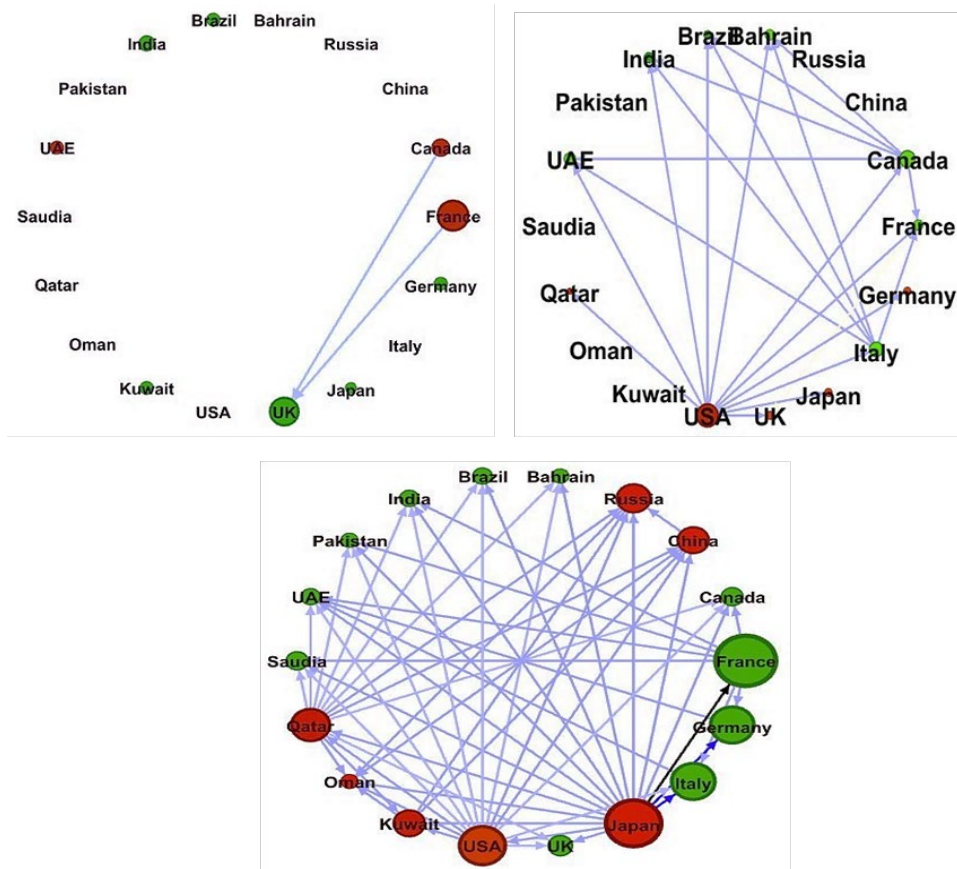 Brazil Bahrain
India Russia
Pakistan China
UAE Canada
Saudia France
Qatar Germany
Oman Italy
Kuwait Japan
USA UK
Brazil Bahrain
India Russia
Pakistan China
UAE Canada
Saudia France
Qatar Germany
Oman Italy
Kuwait Japan
USA UK
Brazil Bahrain
India Russia
Pakistan China
UAE Canada
Saudia France
Qatar Germany
Oman Italy
Kuwait Japan
USA UK